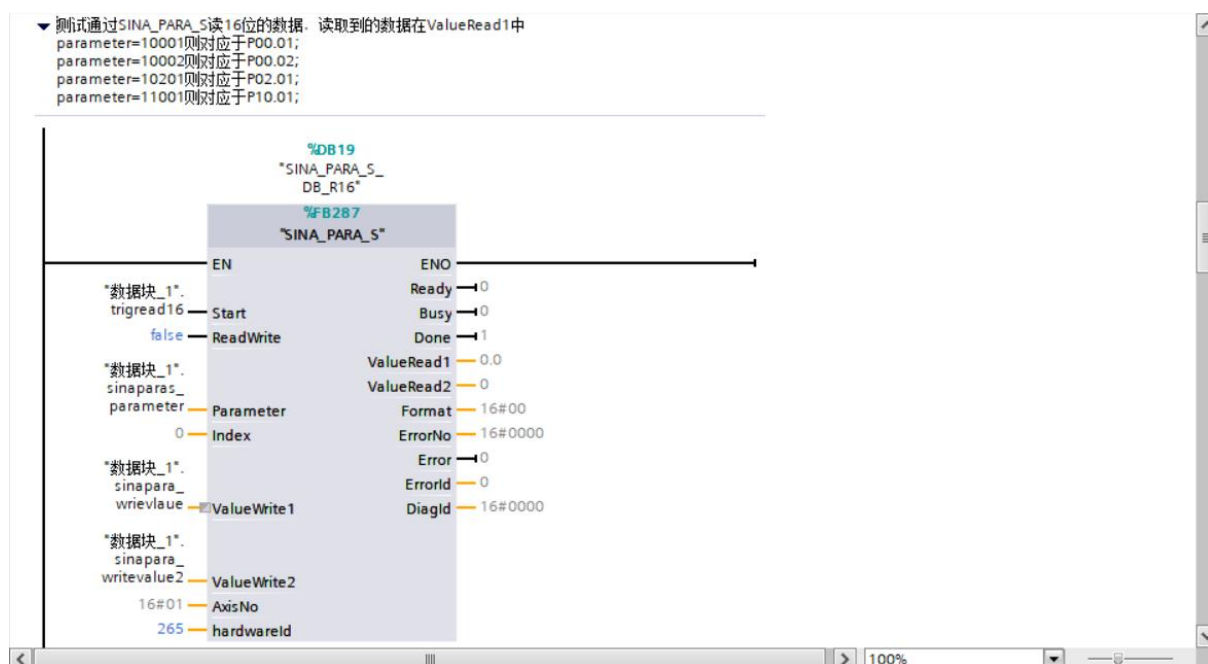 测试通过SINA_PARA_S读16位的数据. 读取到的数据在ValueRead1中
parameter=10001则对应于P00.01;
parameter=10002则对应于P00.02;
parameter=10201则对应于P02.01;
parameter=11001则对应于P10.01;
%DB19
"SINA_PARA_S_
DB_R16"
%FB287
"SINA_PARA_S"
EN ENO
Ready 0
"数据块_1".
trigread16 Start Busy 0
false ReadWrite Done 1
ValueRead1 0.0
"数据块_1".
sinaparas_ ValueRead2 0
parameter Parameter Format 16#00
0 Index ErrorNo 16#0000
Error 0
"数据块_1".
sinapara_ ErrorId 0
wrievlaue ValueWrite1 DiagId 16#0000
"数据块_1".
sinapara_
writevalue2 ValueWrite2
16#01 AxisNo
265 hardwareId
100%